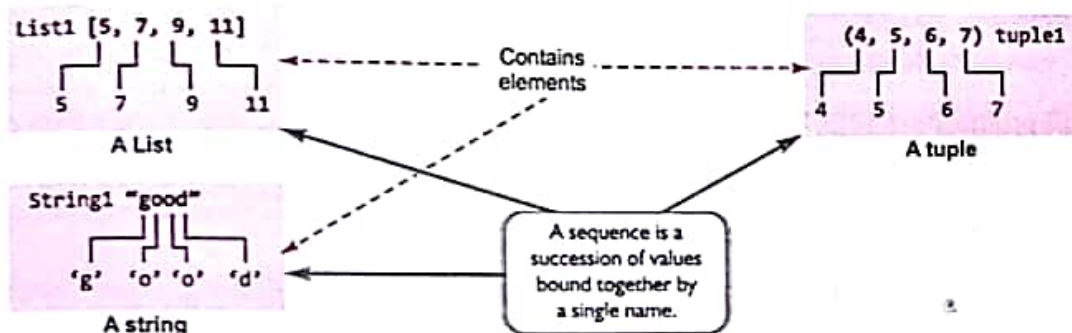 List1 [5, 7, 9, 11]
5 7 9 11
A List
Contains
elements
(4, 5, 6, 7) tuple1
4 5 6 7
A tuple
String1 "good"
'g' 'o' 'o' 'd'
A string
A sequence is a
succession of values
bound together by
a single name.